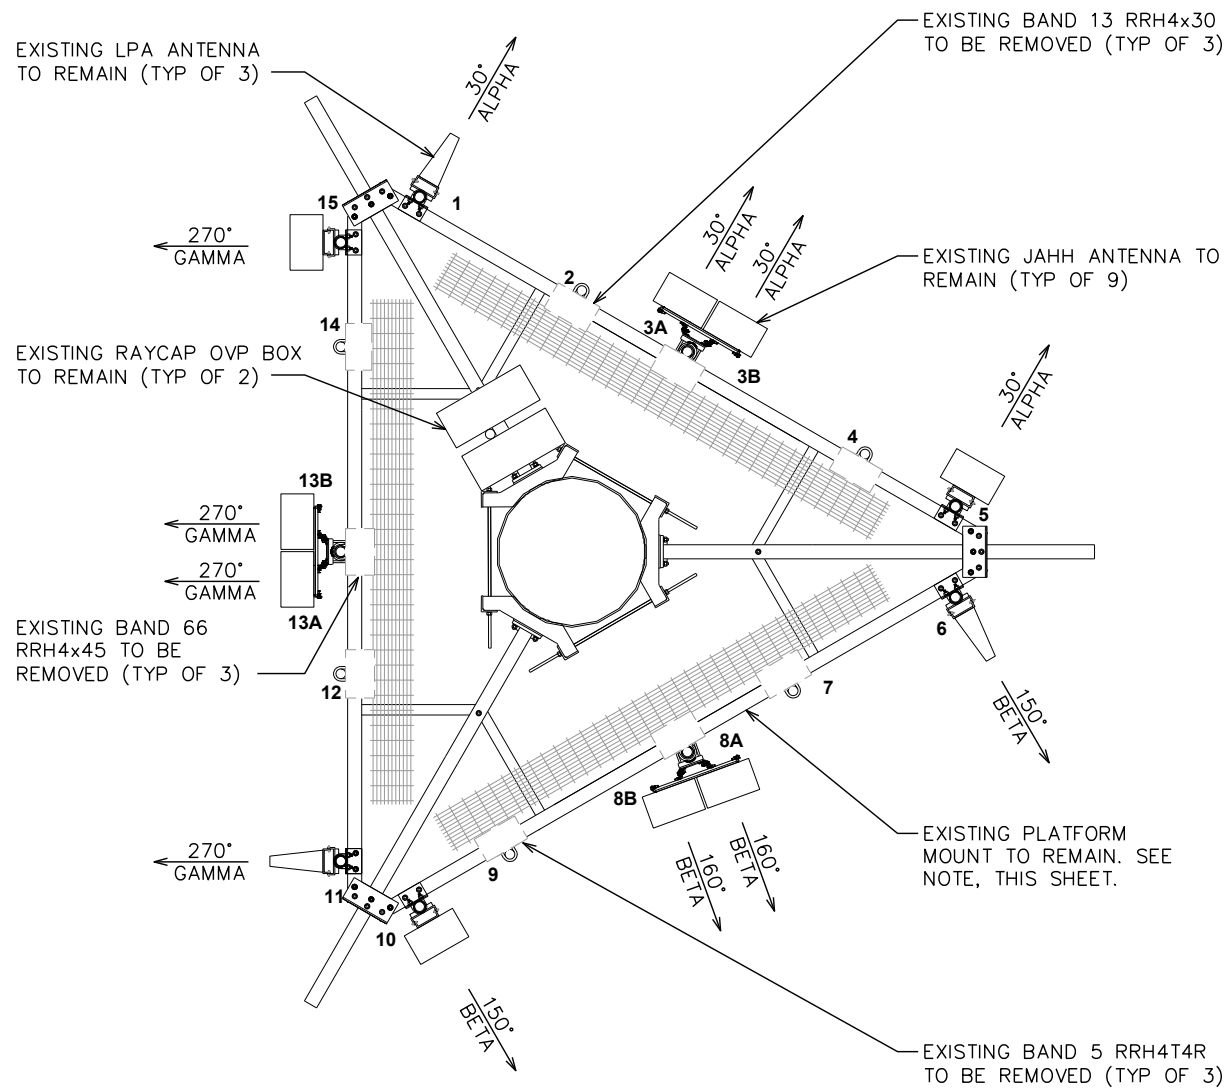 EXISTING BAND 13 RRH4x30
TO BE REMOVED (TYP OF 3)
EXISTING LPA ANTENNA
TO REMAIN (TYP OF 3)
30°
ALPHA
15
1
270°
GAMMA
30°
ALPHA
30°
ALPHA
EXISTING JAHH ANTENNA TO
REMAIN (TYP OF 9)
2
14
3A
3B
EXISTING RAYCAP OVP BOX
TO REMAIN (TYP OF 2)
30°
ALPHA
4
13B
5
270°
GAMMA
270°
GAMMA
13A
6
EXISTING BAND 66
RRH4x45 TO BE
REMOVED (TYP OF 3)
12
7
150°
BETA
8A
8B
EXISTING PLATFORM
MOUNT TO REMAIN. SEE
NOTE, THIS SHEET.
270°
GAMMA
9
160°
BETA
160°
BETA
11
10
150°
BETA
EXISTING BAND 5 RRH4T4R
TO BE REMOVED (TYP OF 3)